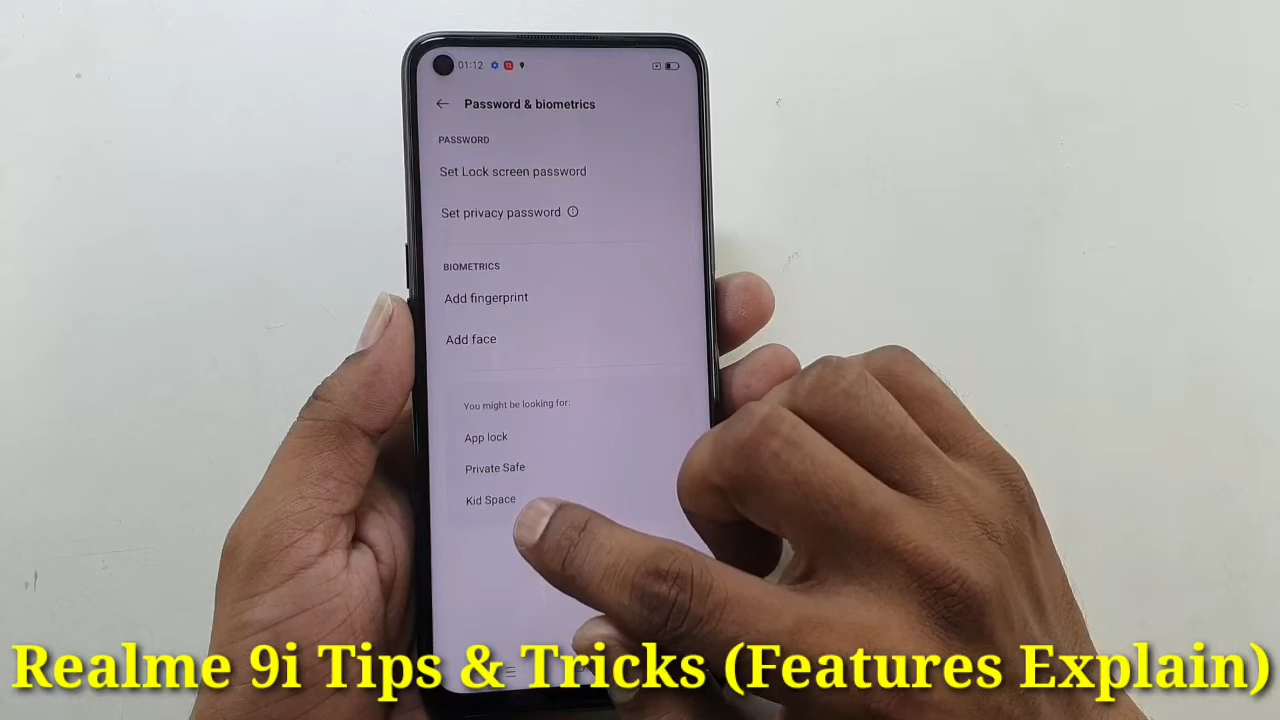 01:12
Password & biometrics
PASSWORD
Set Lock screen password
Set privacy password
BIOMETRICS
Add fingerprint
Add face
You might be looking for:
App lock
Private Safe
Kid Space
Realme 9i Tips & Tricks (Features Explain)